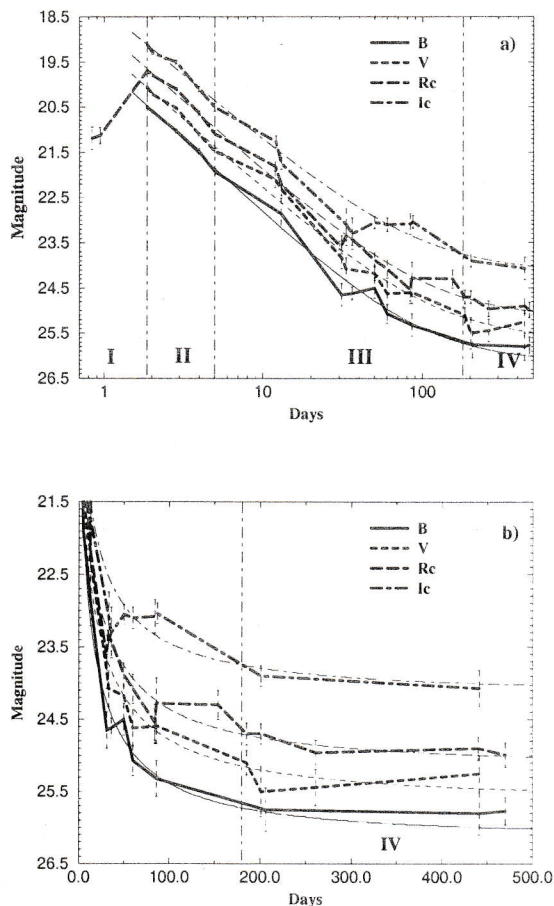 18.5
19.5
20.5
21.5
22.5
23.5
24.5
25.5
26.5
Magnitude
a)
B
V
Rc
Ic
I
II
III
IV
1
10
100
Days
21.5
22.5
23.5
24.5
25.5
26.5
Magnitude
b)
B
V
Rc
Ic
IV
0.0
100.0
200.0
300.0
400.0
500.0
Days